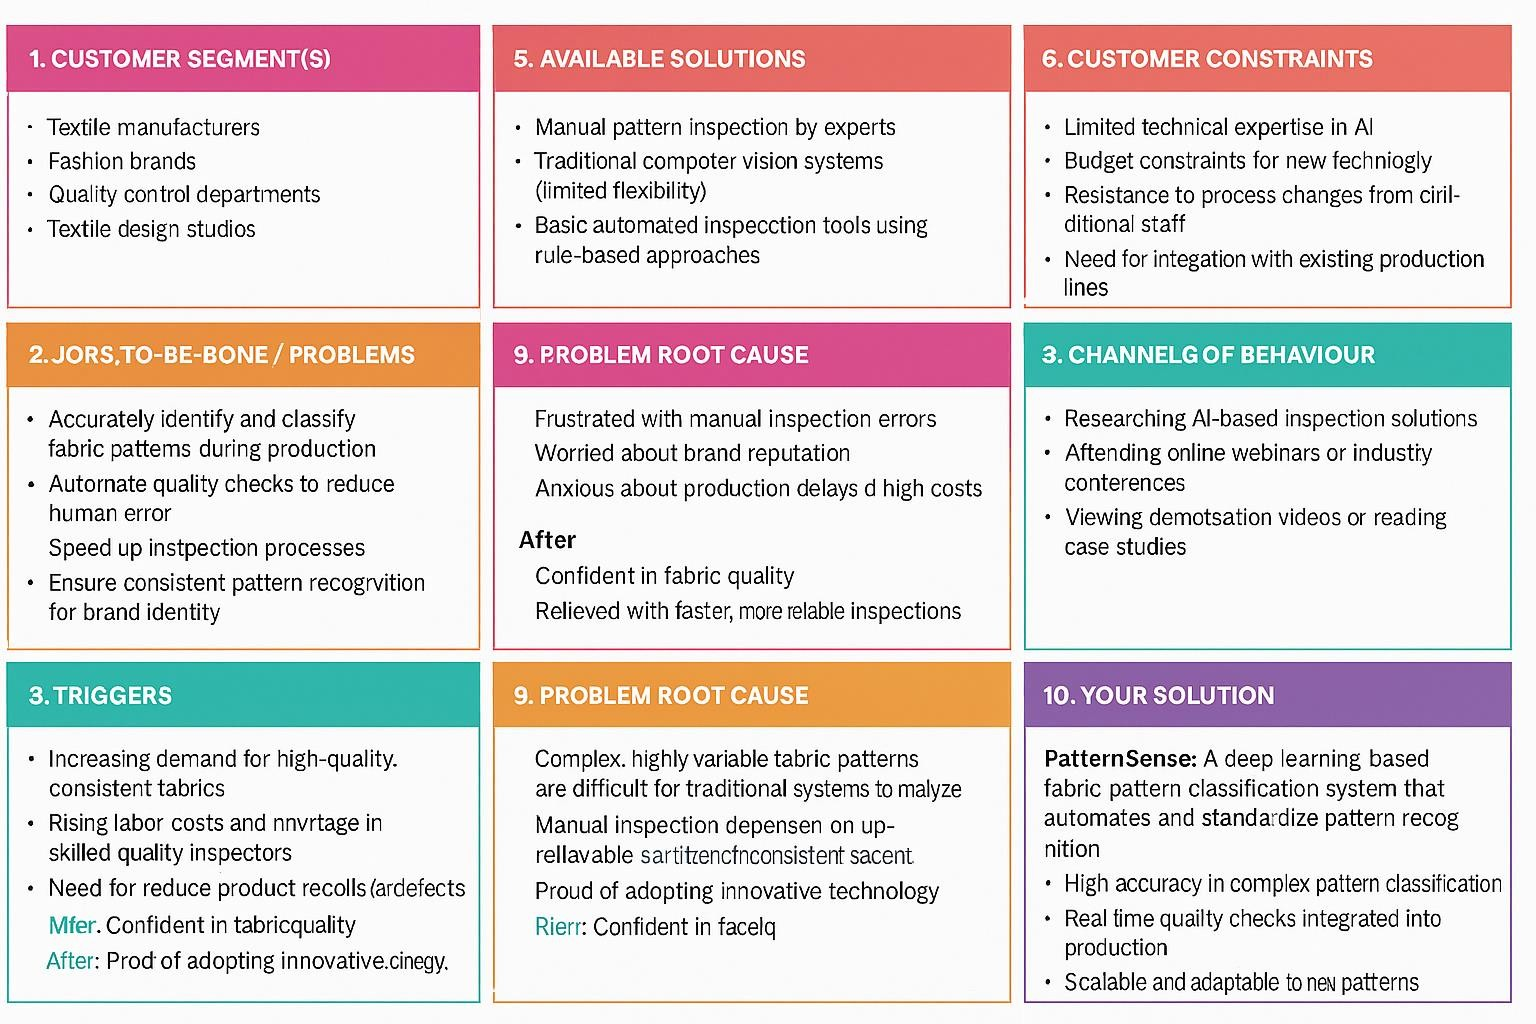 1. CUSTOMER SEGMENT(S)
· Textile manufacturers
· Fashion brands
· Quality control departments
· Textile design studios
5. AVAILABLE SOLUTIONS
· Manual pattern inspection by experts
· Traditional compoter vision systems
(limited flexibility)
· Basic automated inspecction tools using
rule-based approaches
6. CUSTOMER CONSTRAINTS
· Limited technical expertise in AI
· Budget constraints for new fechniogly
· Resistance to process changes from ciril-
ditional staff
· Need for integation with existing production
lines
2. JORS,TO-BE-BONE / PROBLEMS
· Accurately identify and classify
fabric pattems during production
· Autornate quality checks to reduce
human error
Speed up instpection processes
· Ensure consistent pattern recogrvition
for brand identity
9. PROBLEM ROOT CAUSE
Frustrated with manual inspection errors
Worried about brand reputation
Anxious about production delays d high costs
After
Confident in fabric quality
Relieved with faster, more relable inspections
3. CHANNELG OF BEHAVIOUR
· Researching AI-based inspection solutions
· Aftending online webinars or industiy
conterences
· Viewing demotsation videos or reading
case studies
3. TRIGGERS
· Increasing demand for high-quality.
consistent tabrics
· Rising labor costs and nnvrtage in
skilled quality inspectors
· Need for reduce product recolls (ardefects
Mfer. Confident in tabricquality
After: Prod of adopting innovative.cinegy.
9. PROBLEM ROOT CAUSE
Complex. highly variable tabric patterns
are difficult for traditional systems to malyze
Manual inspection depensen on up-
rellavable sacent
Proud of adopting innovative technology
Rierr: Confident in facelq
10. YOUR SOLUTION
PatternSense: A deep learning based
fabric pattern classification system that
automates and standardize pattern recog
nition
· High accuracy in complex pattern classification
· Real time quailty checks integrated into
production
· Scalable and adaptable to new patterns